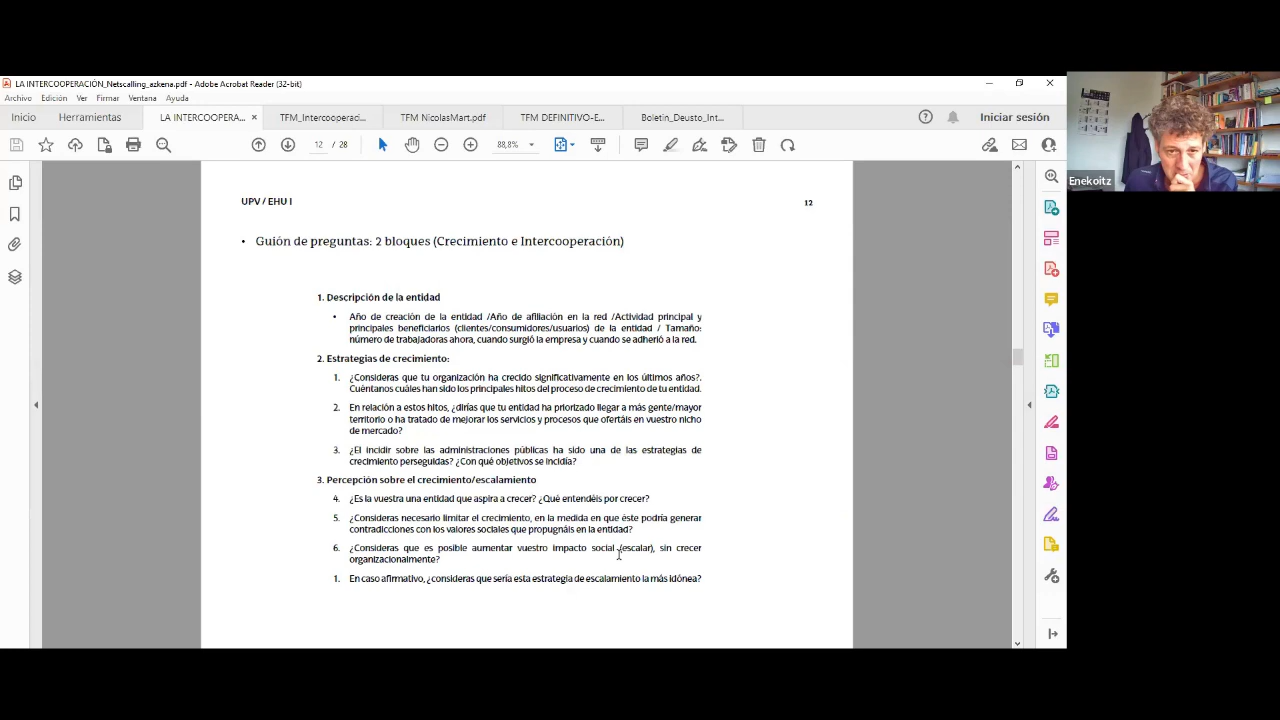 LA INTERCOOPERACIÓN_Netscalling_azkena.pdf - Adobe Acrobat Reader (32-bit)
Archivo Edición Ver Firmar Ventana Ayuda
Inicio Herramientas LA INTERCOOPERA... TFM_Intercooperaci... TFM NicolasMart.pdf TFM DEFINITIVO-E... Boletin_Deusto_Int... Iniciar sesión
12 / 28 88,8%
Enekoitz
UPV / EHU I 12
• Guión de preguntas: 2 bloques (Crecimiento e Intercooperación)
1. Descripción de la entidad
• Año de creación de la entidad /Año de afiliación en la red /Actividad principal y
principales beneficiarios (clientes/consumidores/usuarios) de la entidad / Tamaño:
número de trabajadoras ahora, cuando surgió la empresa y cuando se adherió a la red.
2. Estrategias de crecimiento:
1. ¿Consideras que tu organización ha crecido significativamente en los últimos años?.
Cuéntanos cuáles han sido los principales hitos del proceso de crecimiento de tu entidad.
2. En relación a estos hitos, ¿dirías que tu entidad ha priorizado llegar a más gente/mayor
territorio o ha tratado de mejorar los servicios y procesos que ofertáis en vuestro nicho
de mercado?
3. ¿El incidir sobre las administraciones públicas ha sido una de las estrategias de
crecimiento perseguidas? ¿Con qué objetivos se incidía?
3. Percepción sobre el crecimiento/escalamiento
4. ¿Es la vuestra una entidad que aspira a crecer? ¿Qué entendéis por crecer?
5. ¿Consideras necesario limitar el crecimiento, en la medida en que éste podría generar
contradicciones con los valores sociales que propugnáis en la entidad?
6. ¿Consideras que es posible aumentar vuestro impacto social (escalar), sin crecer
organizacionalmente?
1. En caso afirmativo, ¿consideras que sería esta estrategia de escalamiento la más idónea?